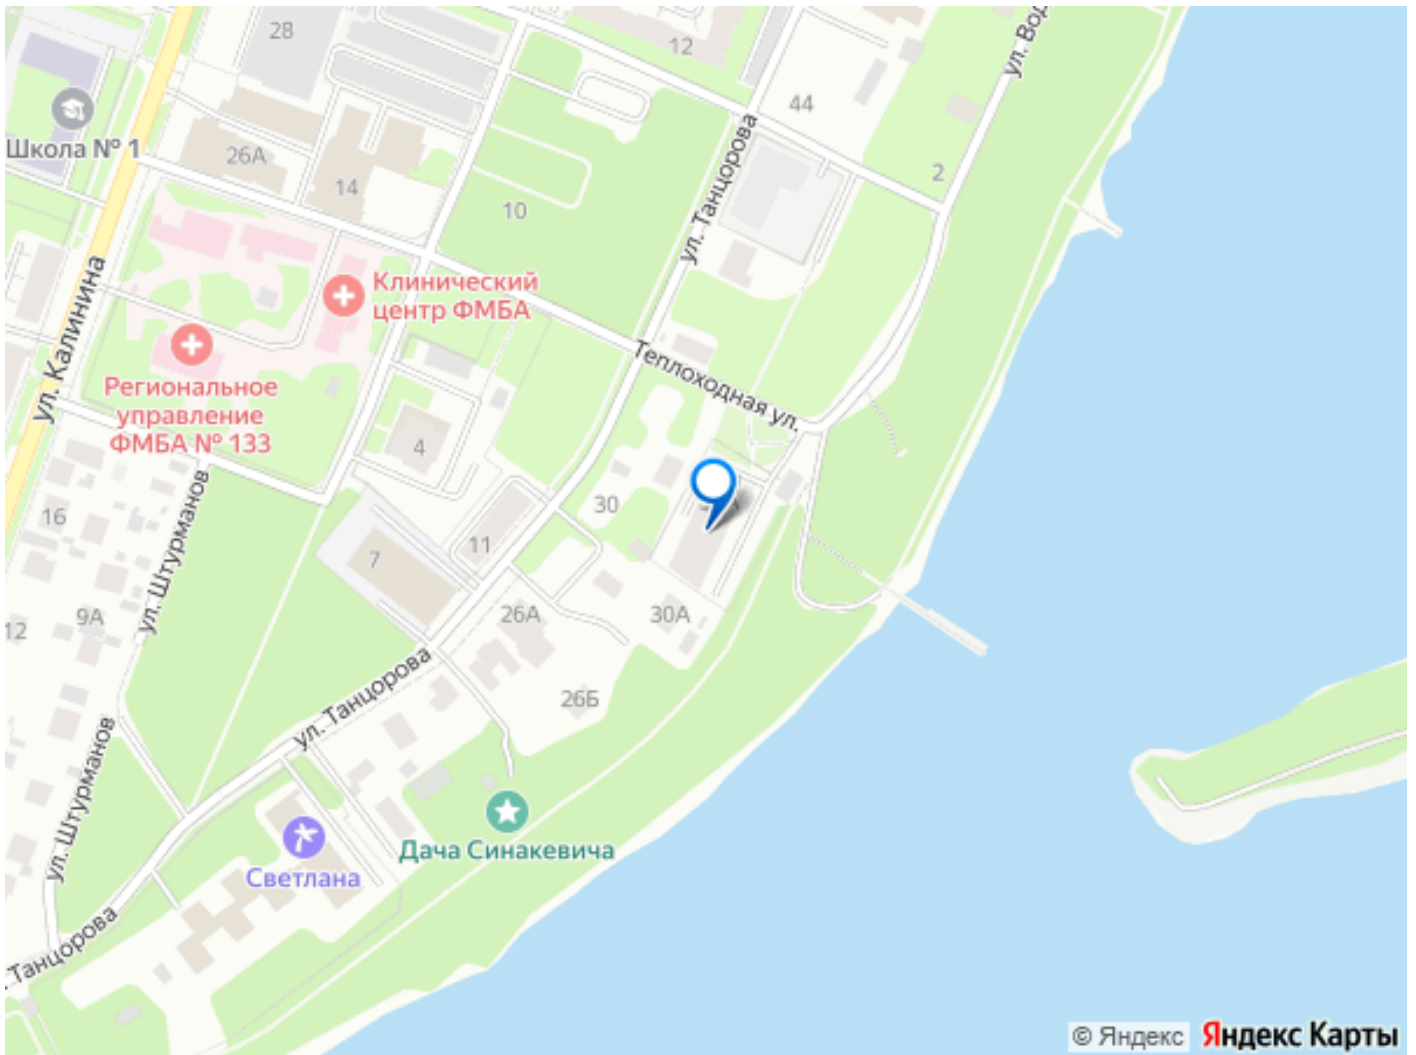 28
12
ул. Вод
44
Школа № 1
26А
14
2
10
ул. Танцорова
Клинический
центр ФМБА
ул. Калинина
Теплоходная ул.
Региональное
управление
ФМБА № 133
4
16
30
ул. Штурманов
11
7
9А
12
26А
30А
26Б
ул. Танцорова
ул. Штурманов
Дача Синакевича
Светлана
Танцорова
© Яндекс Яндекс Карты